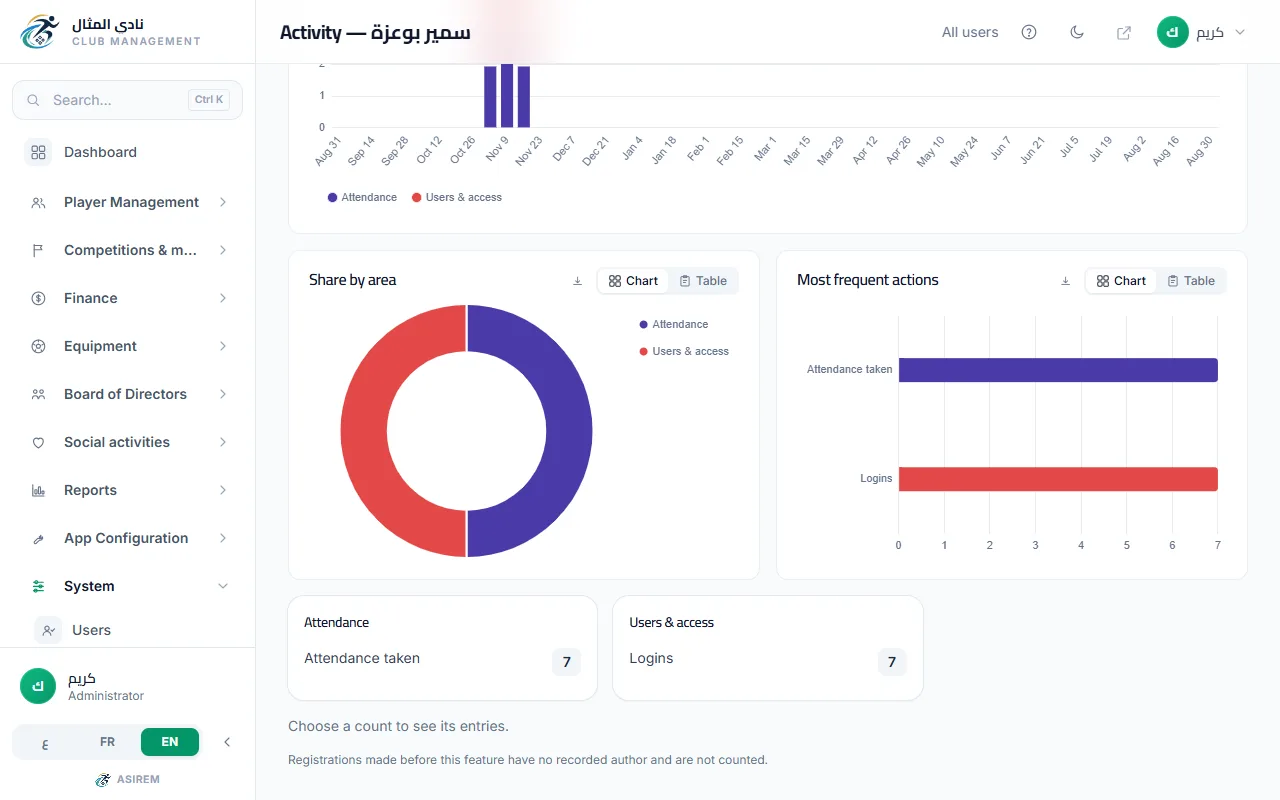 نادي المثال
CLUB MANAGEMENT
Search...
Ctrl K
Dashboard
Player Management
Competitions & m...
Finance
Equipment
Board of Directors
Social activities
Reports
App Configuration
System
Users
كريم
Administrator
ع FR EN
ASIREM
Activity — سمير بوعزة
All users
ك كريم
2
1
0
Aug 31 Sep 14 Sep 28 Oct 12 Oct 26 Nov 9 Nov 23 Dec 7 Dec 21 Jan 4 Jan 18 Feb 1 Feb 15 Mar 1 Mar 15 Mar 29 Apr 12 Apr 26 May 10 May 24 Jun 7 Jun 21 Jul 5 Jul 19 Aug 2 Aug 16 Aug 30
Attendance Users & access
Share by area
Chart Table
Attendance
Users & access
Most frequent actions
Chart Table
Attendance taken
Logins
0 1 2 3 4 5 6 7
Attendance
Attendance taken 7
Users & access
Logins 7
Choose a count to see its entries.
Registrations made before this feature have no recorded author and are not counted.